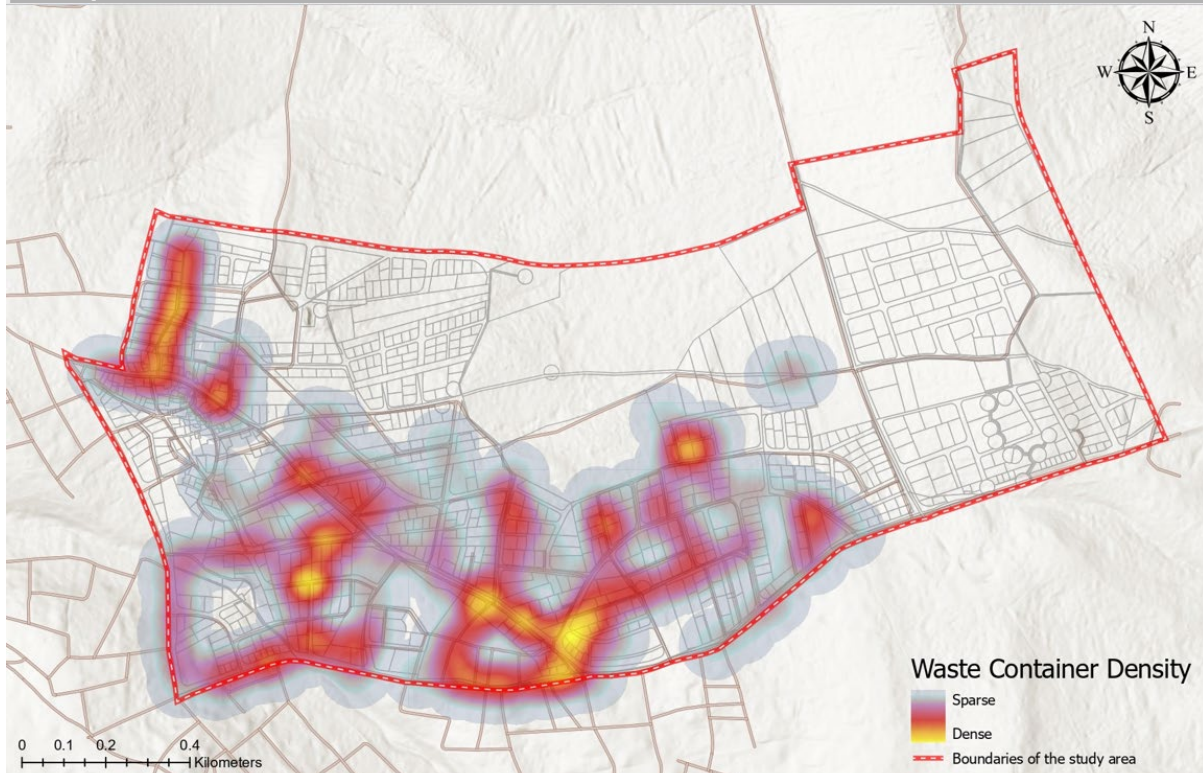 N
W E
S
Waste Container Density
Sparse
Dense
Boundaries of the study area
0 0.1 0.2 0.4
Kilometers